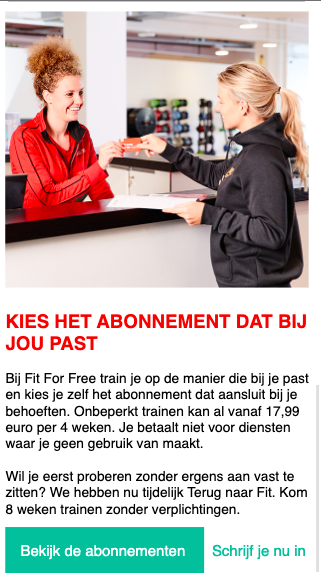 KIES HET ABONNEMENT DAT BIJ
JOU PAST
Bij Fit For Free train je op de manier die bij je past
en kies je zelf het abonnement dat aansluit bij je
behoeften. Onbeperkt trainen kan al vanaf 17,99
euro per 4 weken. Je betaalt niet voor diensten
waar je geen gebruik van maakt.
Wil je eerst proberen zonder ergens aan vast te
zitten? We hebben nu tijdelijk Terug naar Fit. Kom
8 weken trainen zonder verplichtingen.
Bekijk de abonnementen
Schrijf je nu in